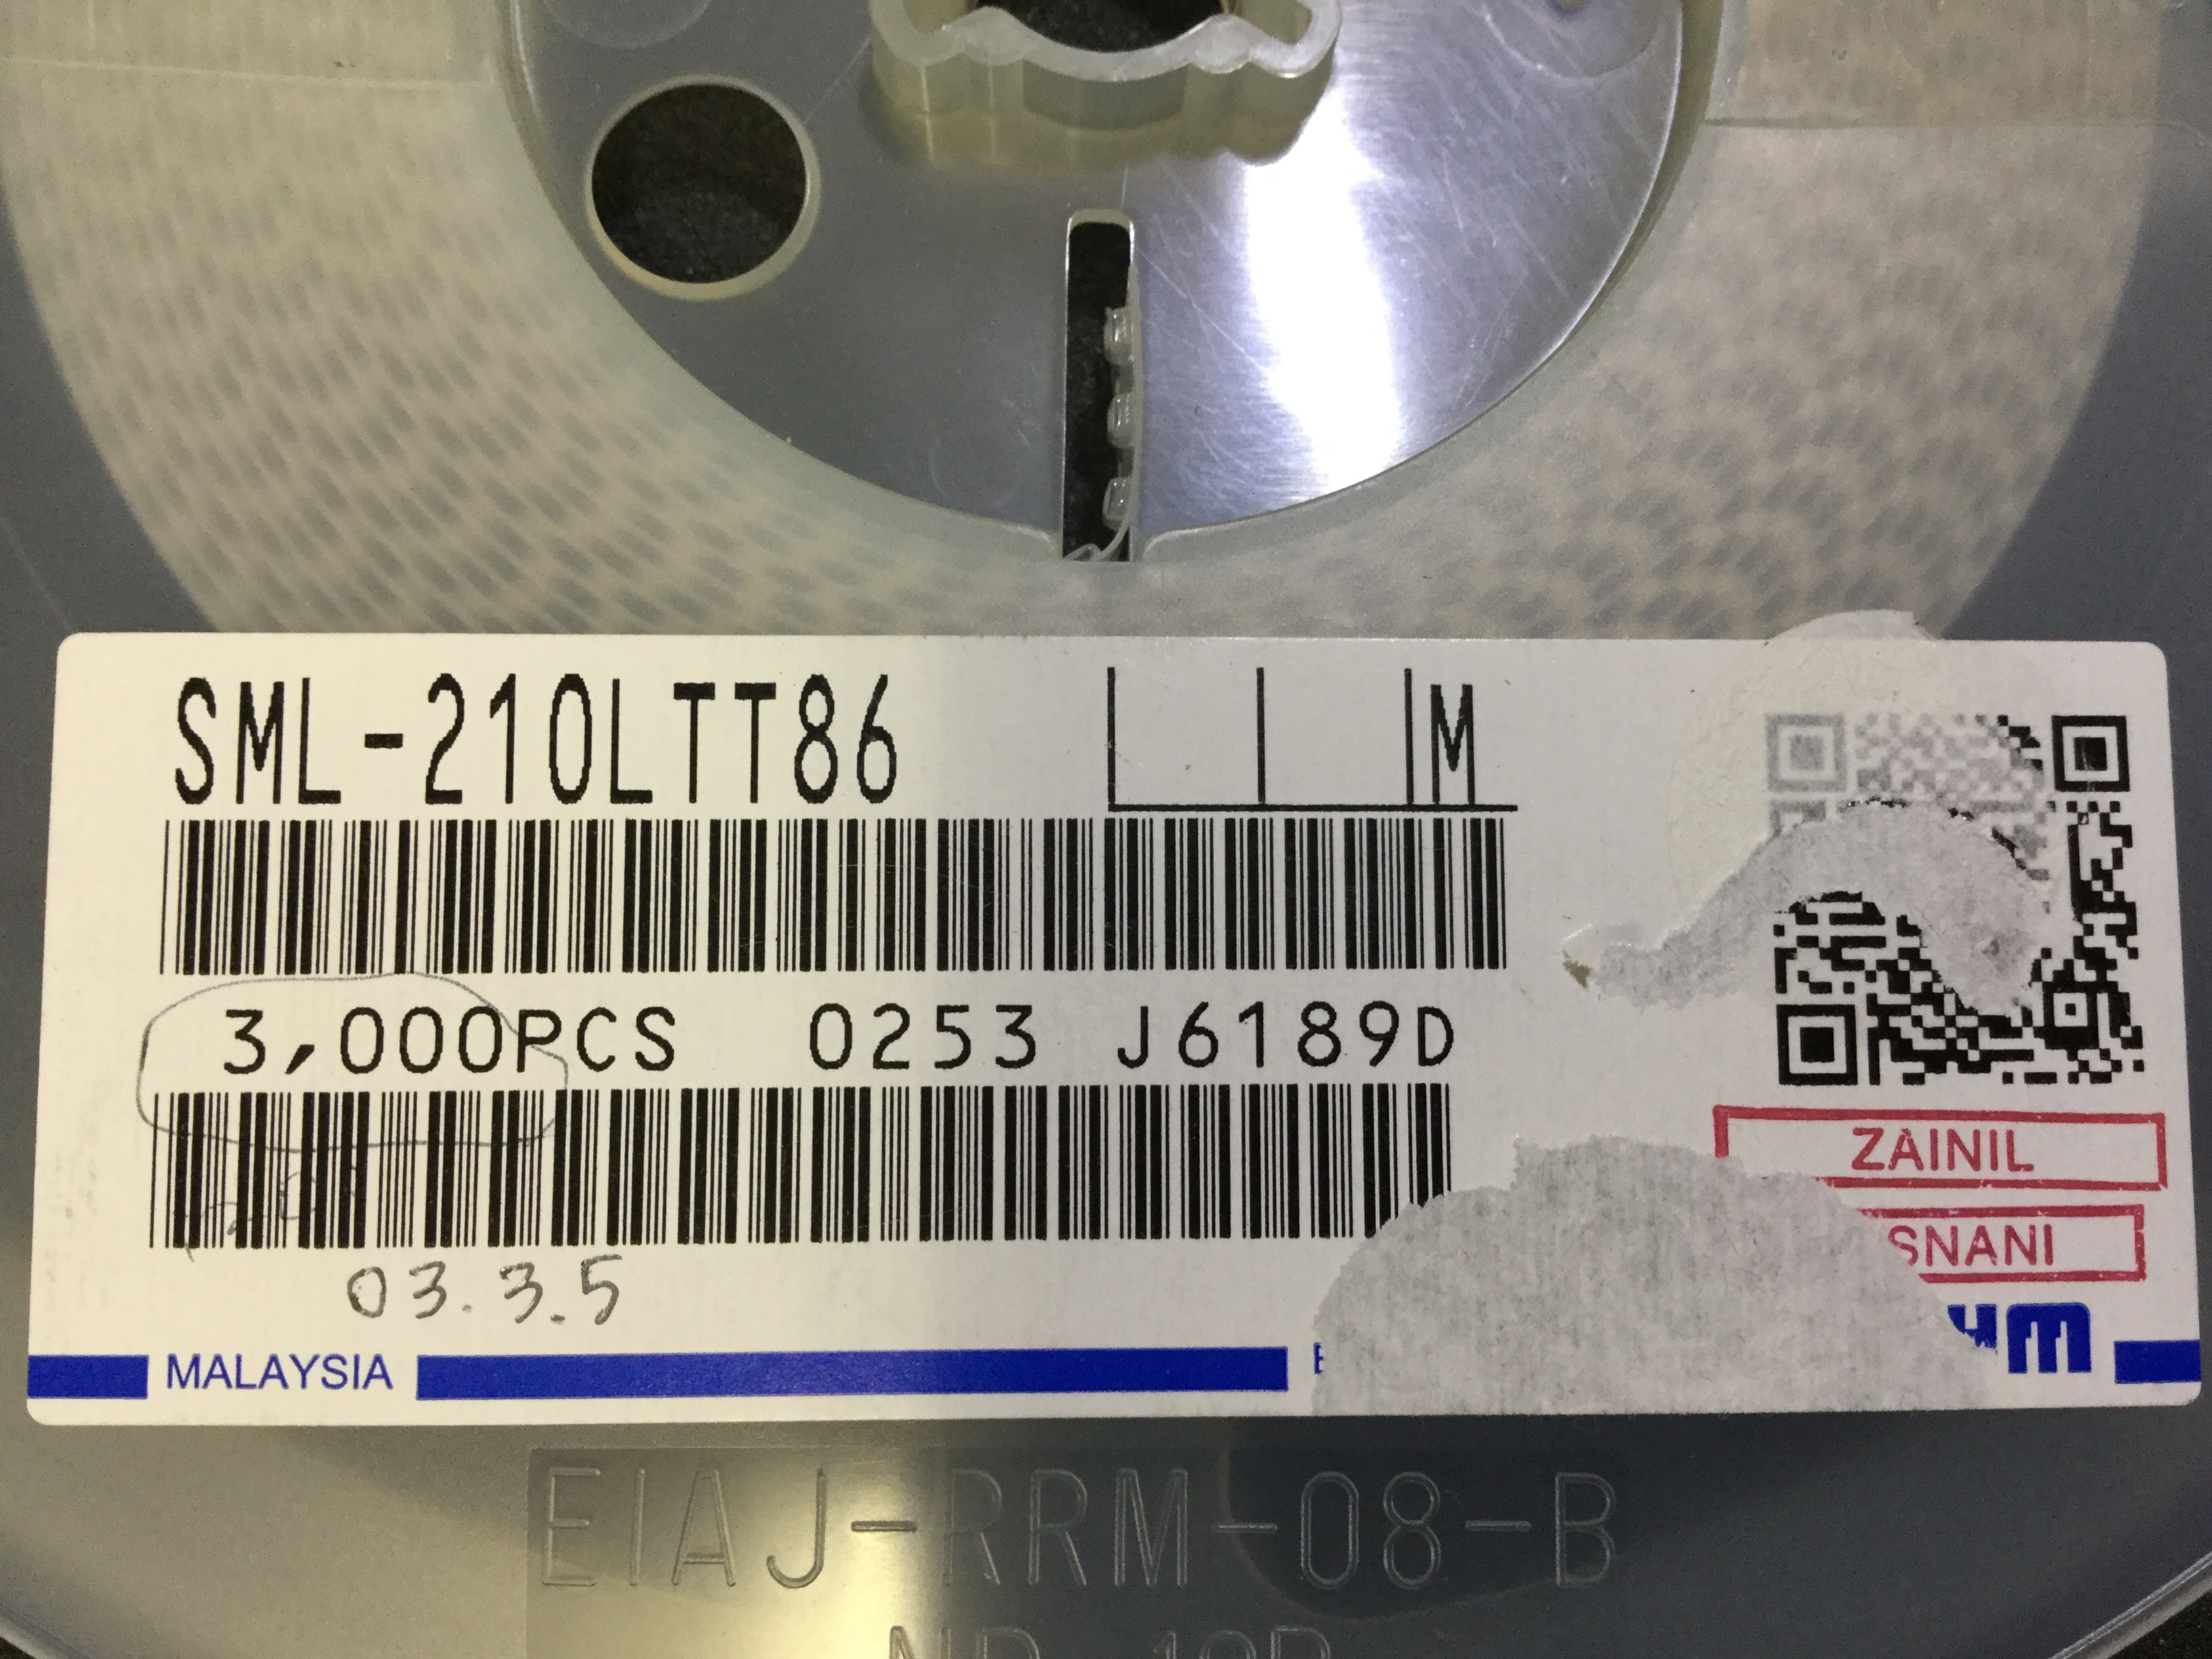 SML-210LTT86 M
3,000PCS 0253 J6189D
ZAINIL
SNANI
03.3.5
MALAYSIA
EIAJ-RRM-08-B